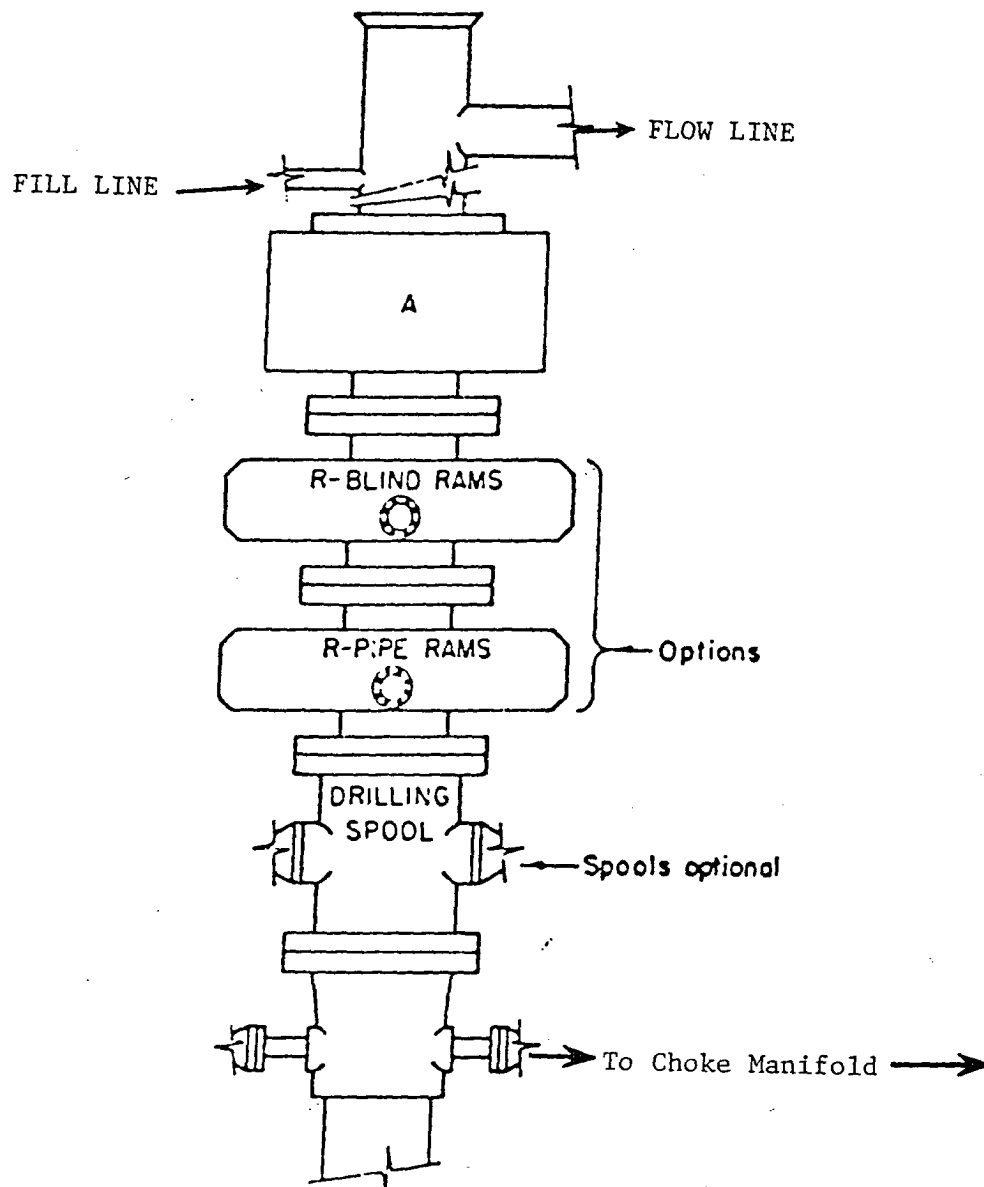 FLOW LINE
FILL LINE
A
R-BLIND RAMS
R-PIPE RAMS
Options
DRILLING
SPOOL
Spools optional
To Choke Manifold